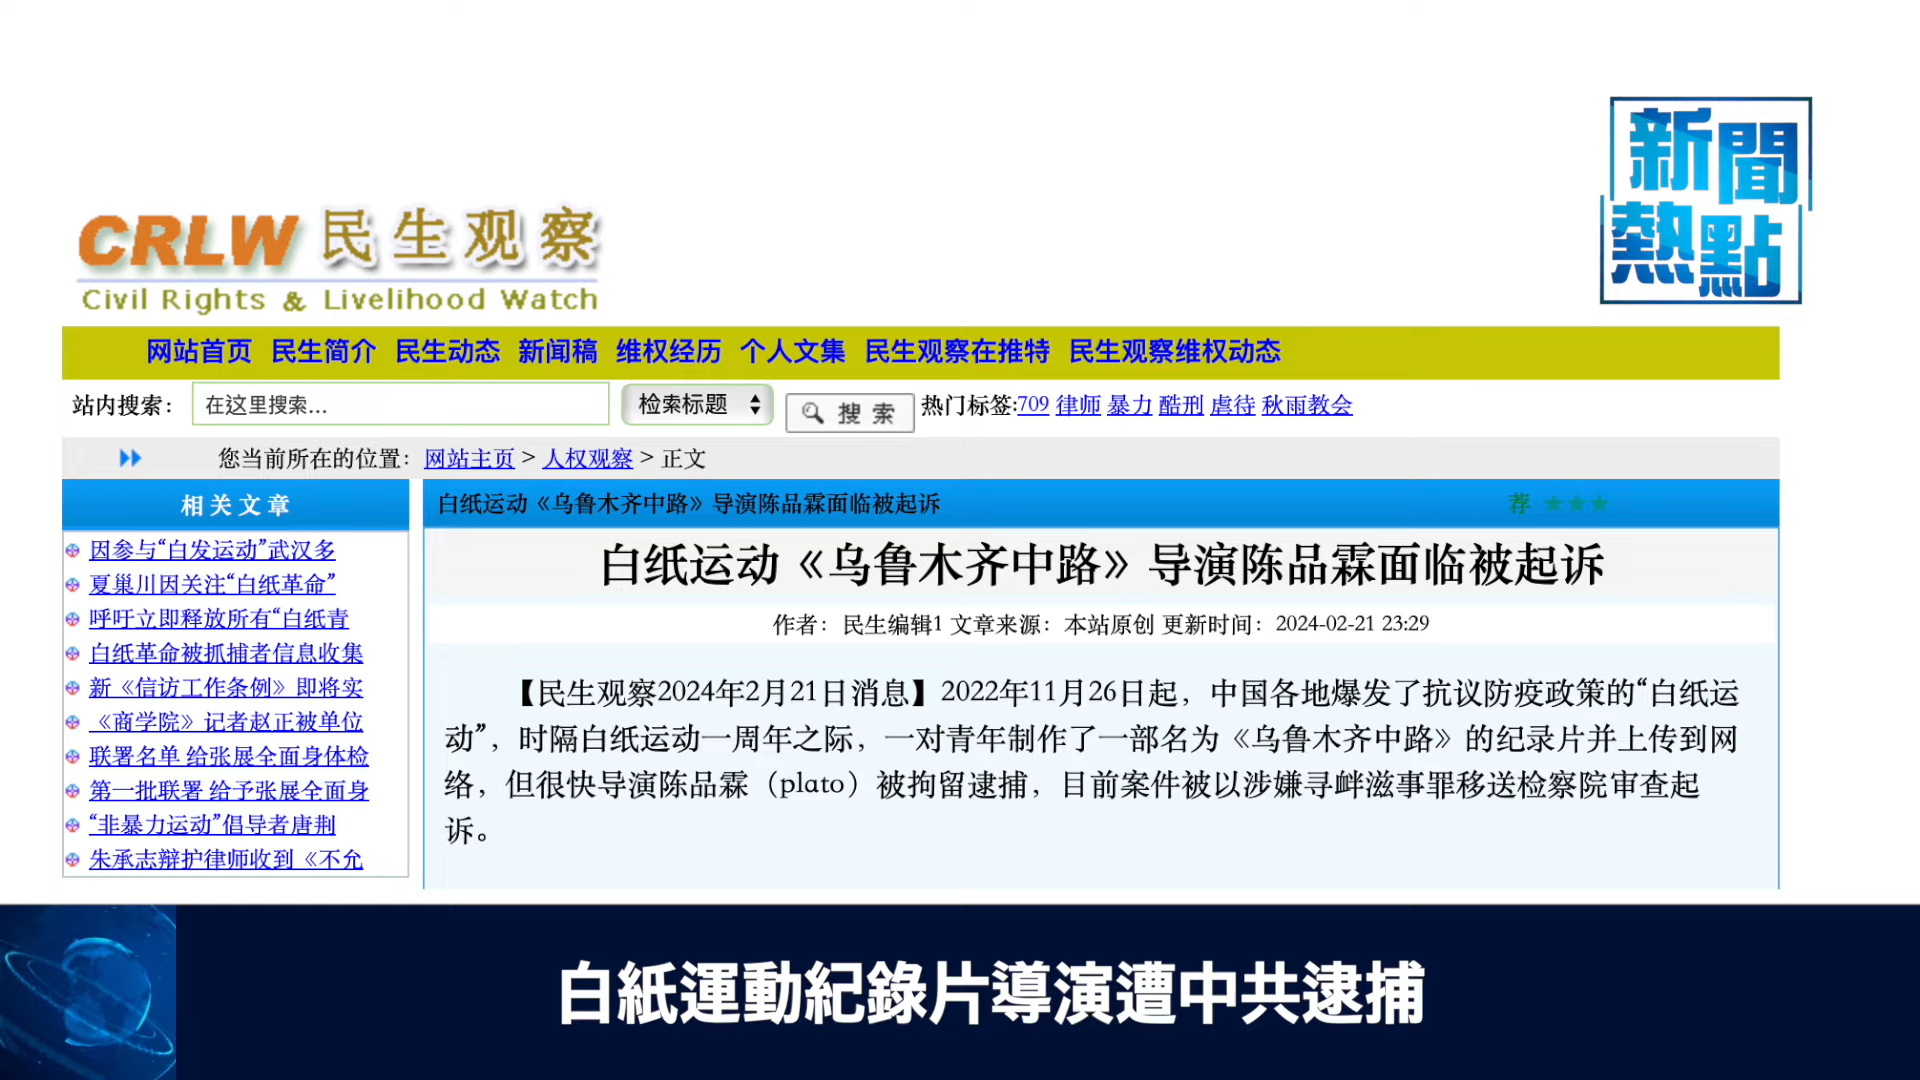 新聞
熱點
CRLW 民生观察
Civil Rights & Livelihood Watch
网站首页 民生简介 民生动态 新闻稿 维权经历 个人文集 民生观察在推特 民生观察维权动态
站内搜索： 在这里搜索... 检索标题 搜 索 热门标签:709 律师 暴力 酷刑 虐待 秋雨教会
您当前所在的位置： 网站主页 > 人权观察 > 正文
相 关 文 章
因参与“白发运动”武汉多
夏巢川因关注“白纸革命”
呼吁立即释放所有“白纸青
白纸革命被抓捕者信息收集
新《信访工作条例》即将实
《商学院》记者赵正被单位
联署名单 给张展全面身体检
第一批联署 给予张展全面身
“非暴力运动”倡导者唐荆
朱承志辩护律师收到《不允
白纸运动《乌鲁木齐中路》导演陈品霖面临被起诉 荐 ★★★
白纸运动《乌鲁木齐中路》导演陈品霖面临被起诉
作者： 民生编辑1 文章来源：本站原创 更新时间：2024-02-21 23:29
【民生观察2024年2月21日消息】2022年11月26日起，中国各地爆发了抗议防疫政策的“白纸运
动”，时隔白纸运动一周年之际，一对青年制作了一部名为《乌鲁木齐中路》的纪录片并上传到网
络，但很快导演陈品霖（plato）被拘留逮捕，目前案件被以涉嫌寻衅滋事罪移送检察院审查起
诉。
白紙運動紀錄片導演遭中共逮捕